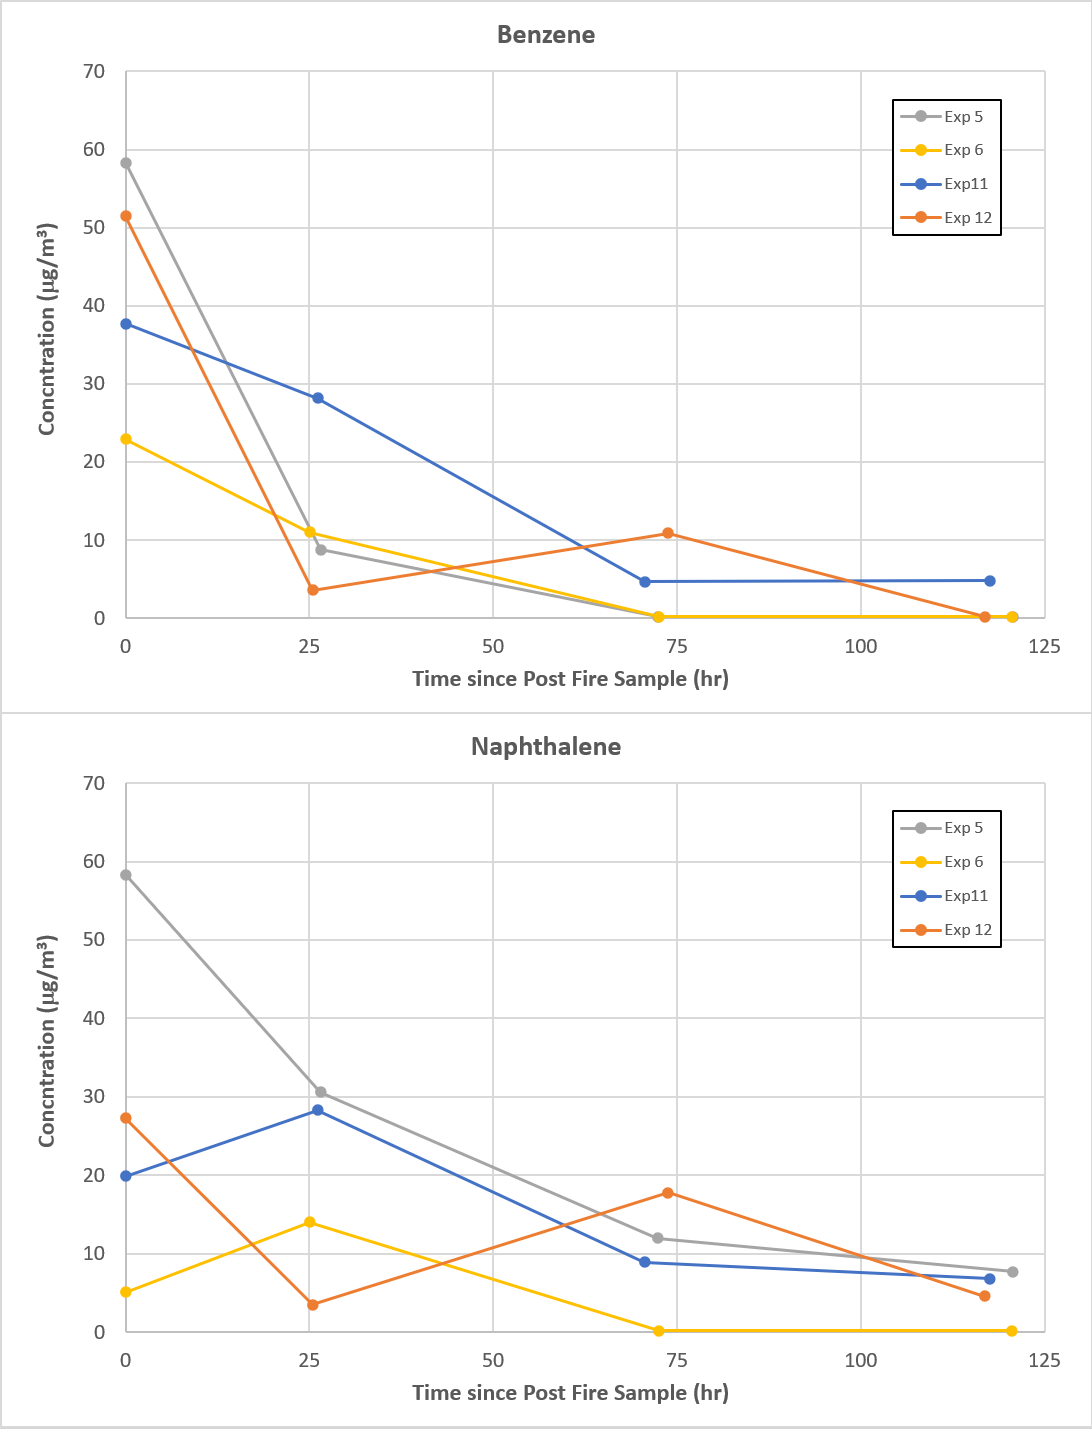 Benzene
70
60
50
40
30
20
10
0
Concntration (µg/m³)
Exp 5
Exp 6
Exp11
Exp 12
0 25 50 75 100 125
Time since Post Fire Sample (hr)
Naphthalene
70
60
50
40
30
20
10
0
Concntration (µg/m³)
Exp 5
Exp 6
Exp11
Exp 12
0 25 50 75 100 125
Time since Post Fire Sample (hr)